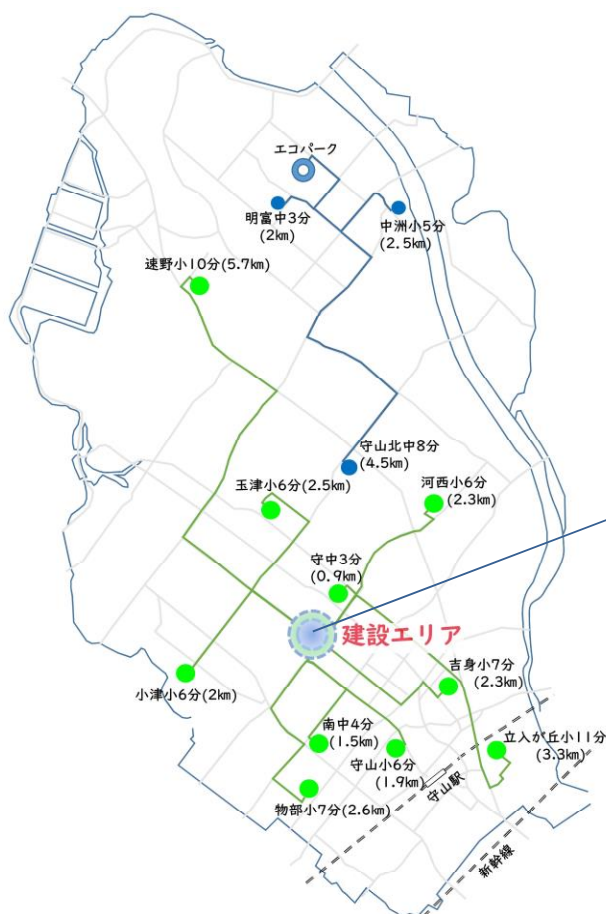 エコパーク
明富中3分
(2km)
中洲小5分
(2.5km)
速野小10分(5.7km)
守山北中8分
(4.5km)
玉津小6分(2.5km)
河西小6分
(2.3km)
守中3分
(0.9km)
建設エリア
吉身小7分
(2.3km)
小津小6分(2km)
南中4分
(1.5km)
立入が丘小11分
(3.3km)
守山小6分
(1.9km)
守山駅
物部小7分(2.6km)
新幹線